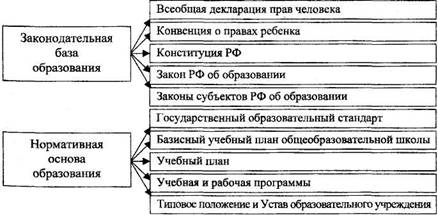 Законодательная
база
образования
Всеобщая декларация прав человека
Конвенция о правах ребенка
Конституция РФ
Закон РФ об образовании
Законы субъектов РФ об образовании
Нормативная
основа
образования
Государственный образовательный стандарт
Базисный учебный план общеобразовательной школы
Учебный план
Учебная и рабочая программы
Типовое положение и Устав образовательного учреждения